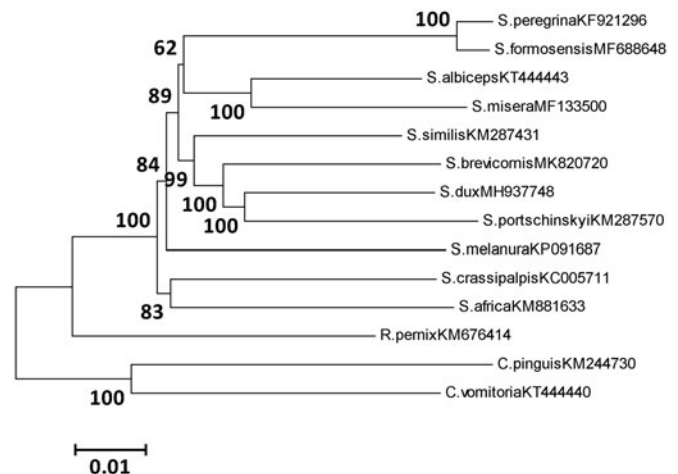 100 S.peregrinaKF921296
62 S.formosensisMF688648
89 S.albicepsKT444443
100 S.miseraMF133500
S.similisKM287431
84 99 S.brevicornisMK820720
100 S.duxMH937748
100 S.portschinskyiKM287570
100 S.melanuraKP091687
S.crassipalpisKC005711
83 S.africaKM881633
R.pernixKM676414
C.pinguisKM244730
100 C.vomitoriaKT444440
0.01